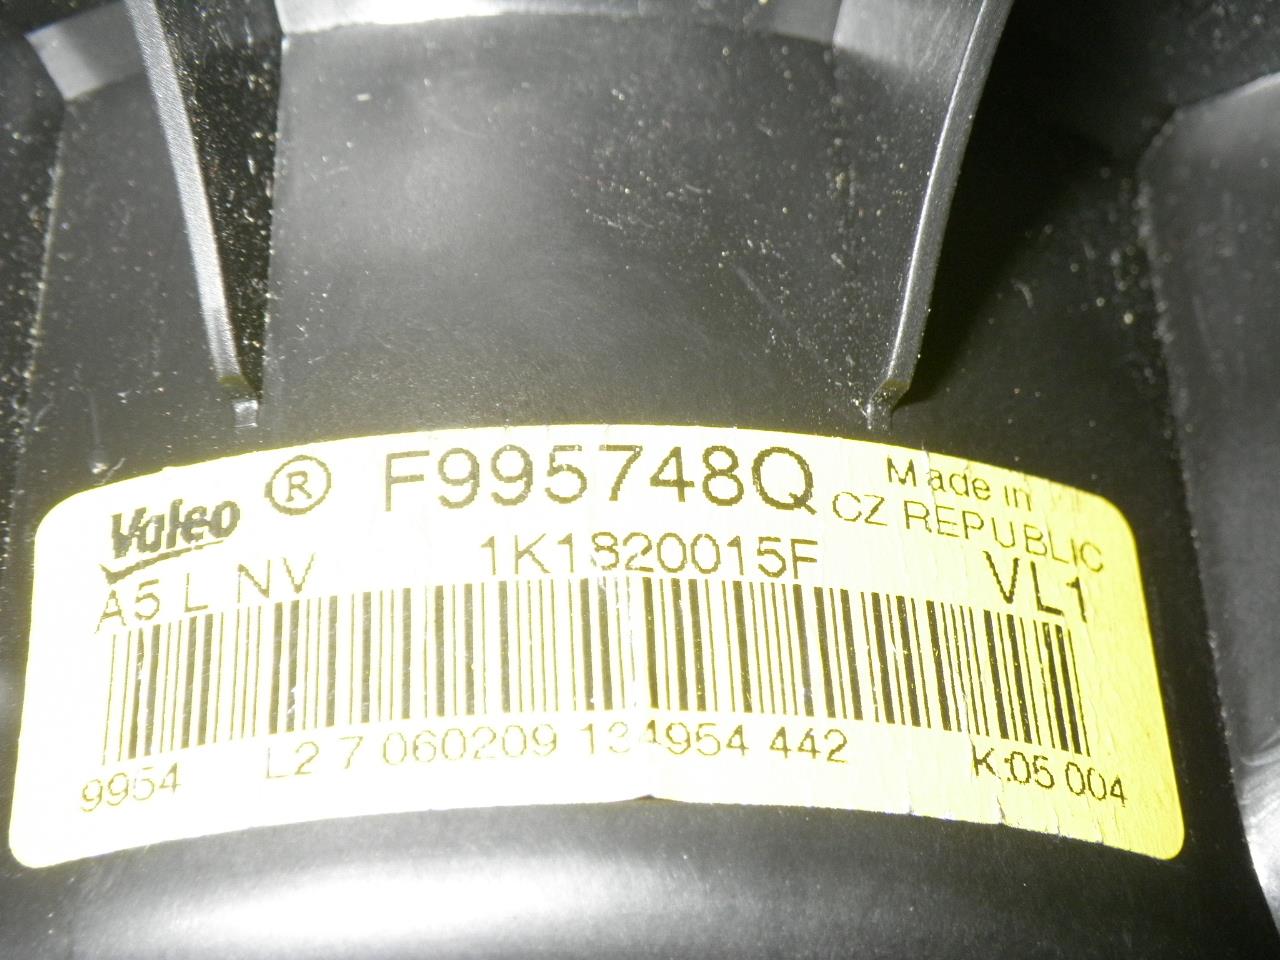 Valeo ® F995748Q Made in
CZ REPUBLIC
A5 L NV 1K1820015F VL1
9954 L2 7 060209 134954 442 K:05 004